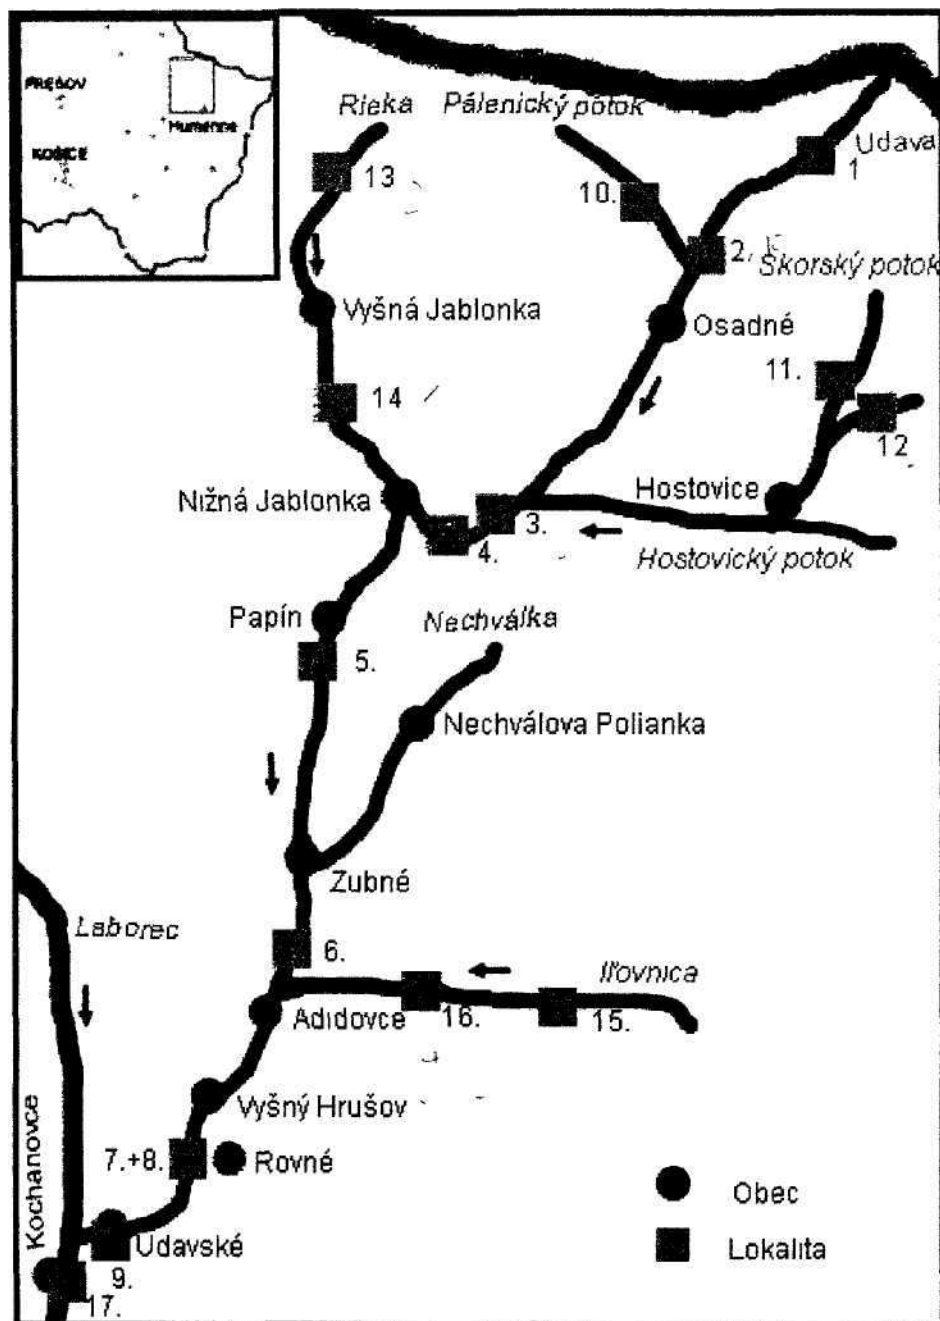 PREŠOV
Humenné
KOŠICE
Rieka
Pálenický potok
Udava
13
10.
1
2.
Skorský potok
Vyšná Jablonka
Osadné
11.
14
12
Hostovice
Nižná Jablonka
3.
4.
Hostovický potok
Papín
Nechválka
5.
Nechválova Polianka
Zubné
Laborec
6.
Iľovnica
Adidovce
16.
15.
Vyšný Hrušov
Kochanovce
7.+8.
Rovné
Obec
Udavské
Lokalita
9.
17.